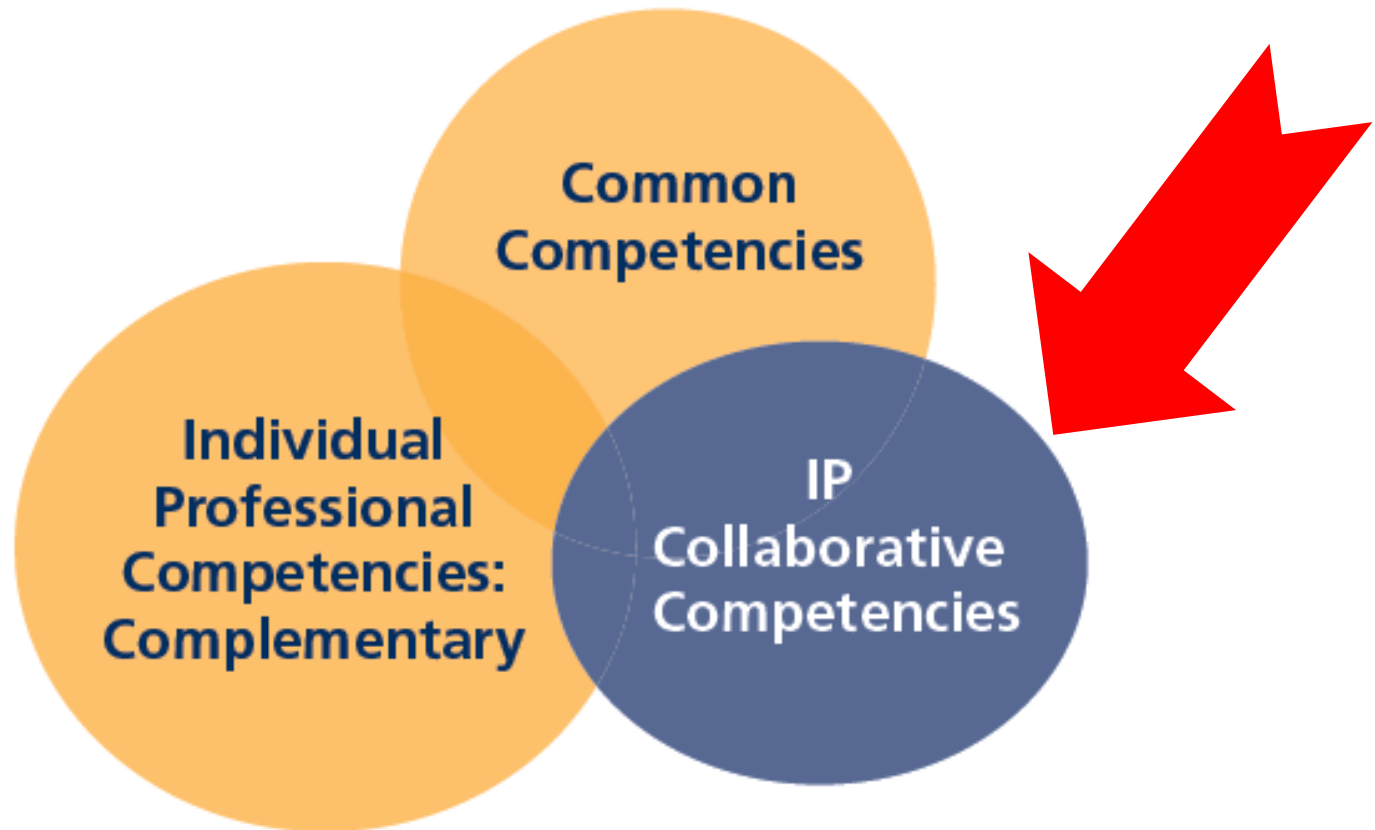 Common
Competencies
Individual
Professional
Competencies:
Complementary
IP
Collaborative
Competencies